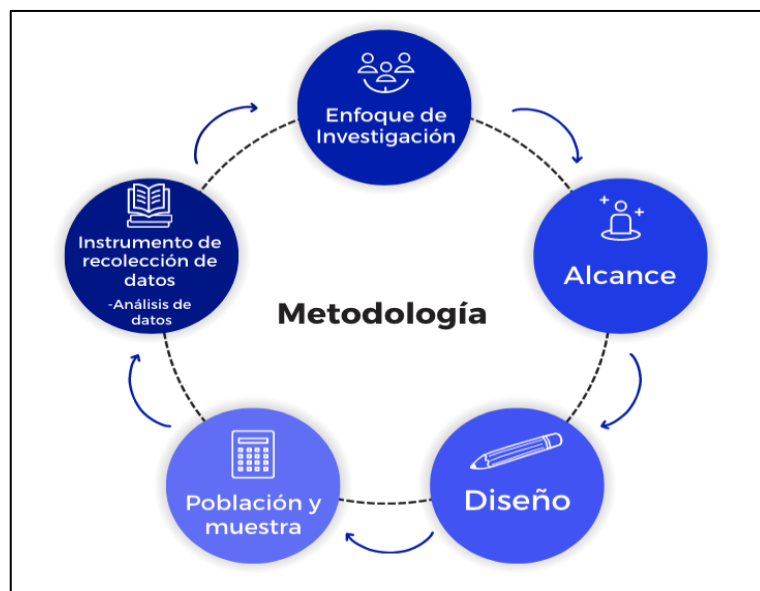 Enfoque de
Investigación
Alcance
Diseño
Población y
muestra
Instrumento de
recolección de
datos
-Análisis de
datos
Metodología